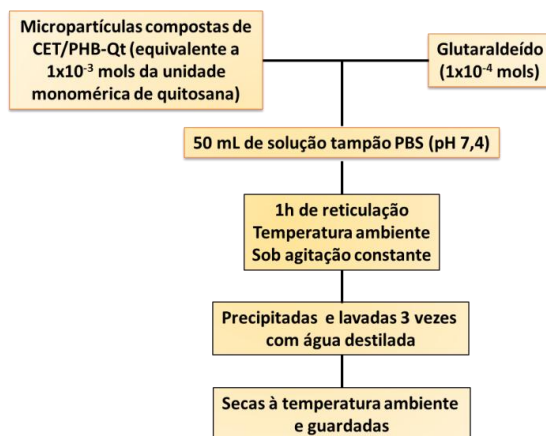 Micropartículas compostas de
CET/PHB-Qt (equivalente a
1x10⁻³ mols da unidade
monomérica de quitosana)
Glutaraldeído
(1x10⁻⁴ mols)
50 mL de solução tampão PBS (pH 7,4)
1h de reticulação
Temperatura ambiente
Sob agitação constante
Precipitadas e lavadas 3 vezes
com água destilada
Secas à temperatura ambiente
e guardadas